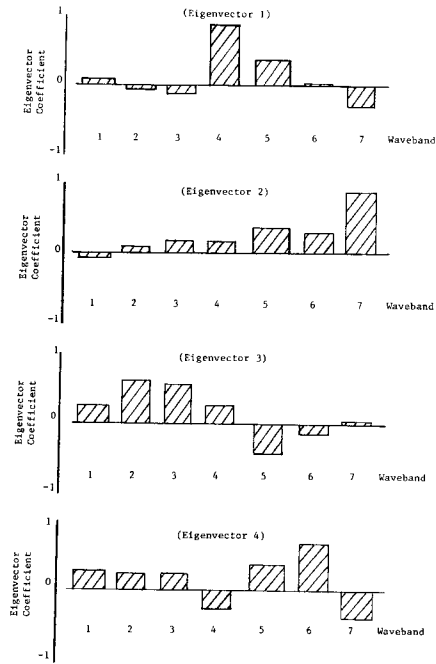 1
(Eigenvector 1)
Eigenvector
Coefficient
0
1 2 3 4 5 6 7 Waveband
-1
1
(Eigenvector 2)
Eigenvector
Coefficient
0
1 2 3 4 5 6 7 Waveband
-1
1
(Eigenvector 3)
Eigenvector
Coefficient
0
1 2 3 4 5 6 7 Waveband
-1
1
(Eigenvector 4)
Eigenvector
Coefficient
0
1 2 3 4 5 6 7 Waveband
-1